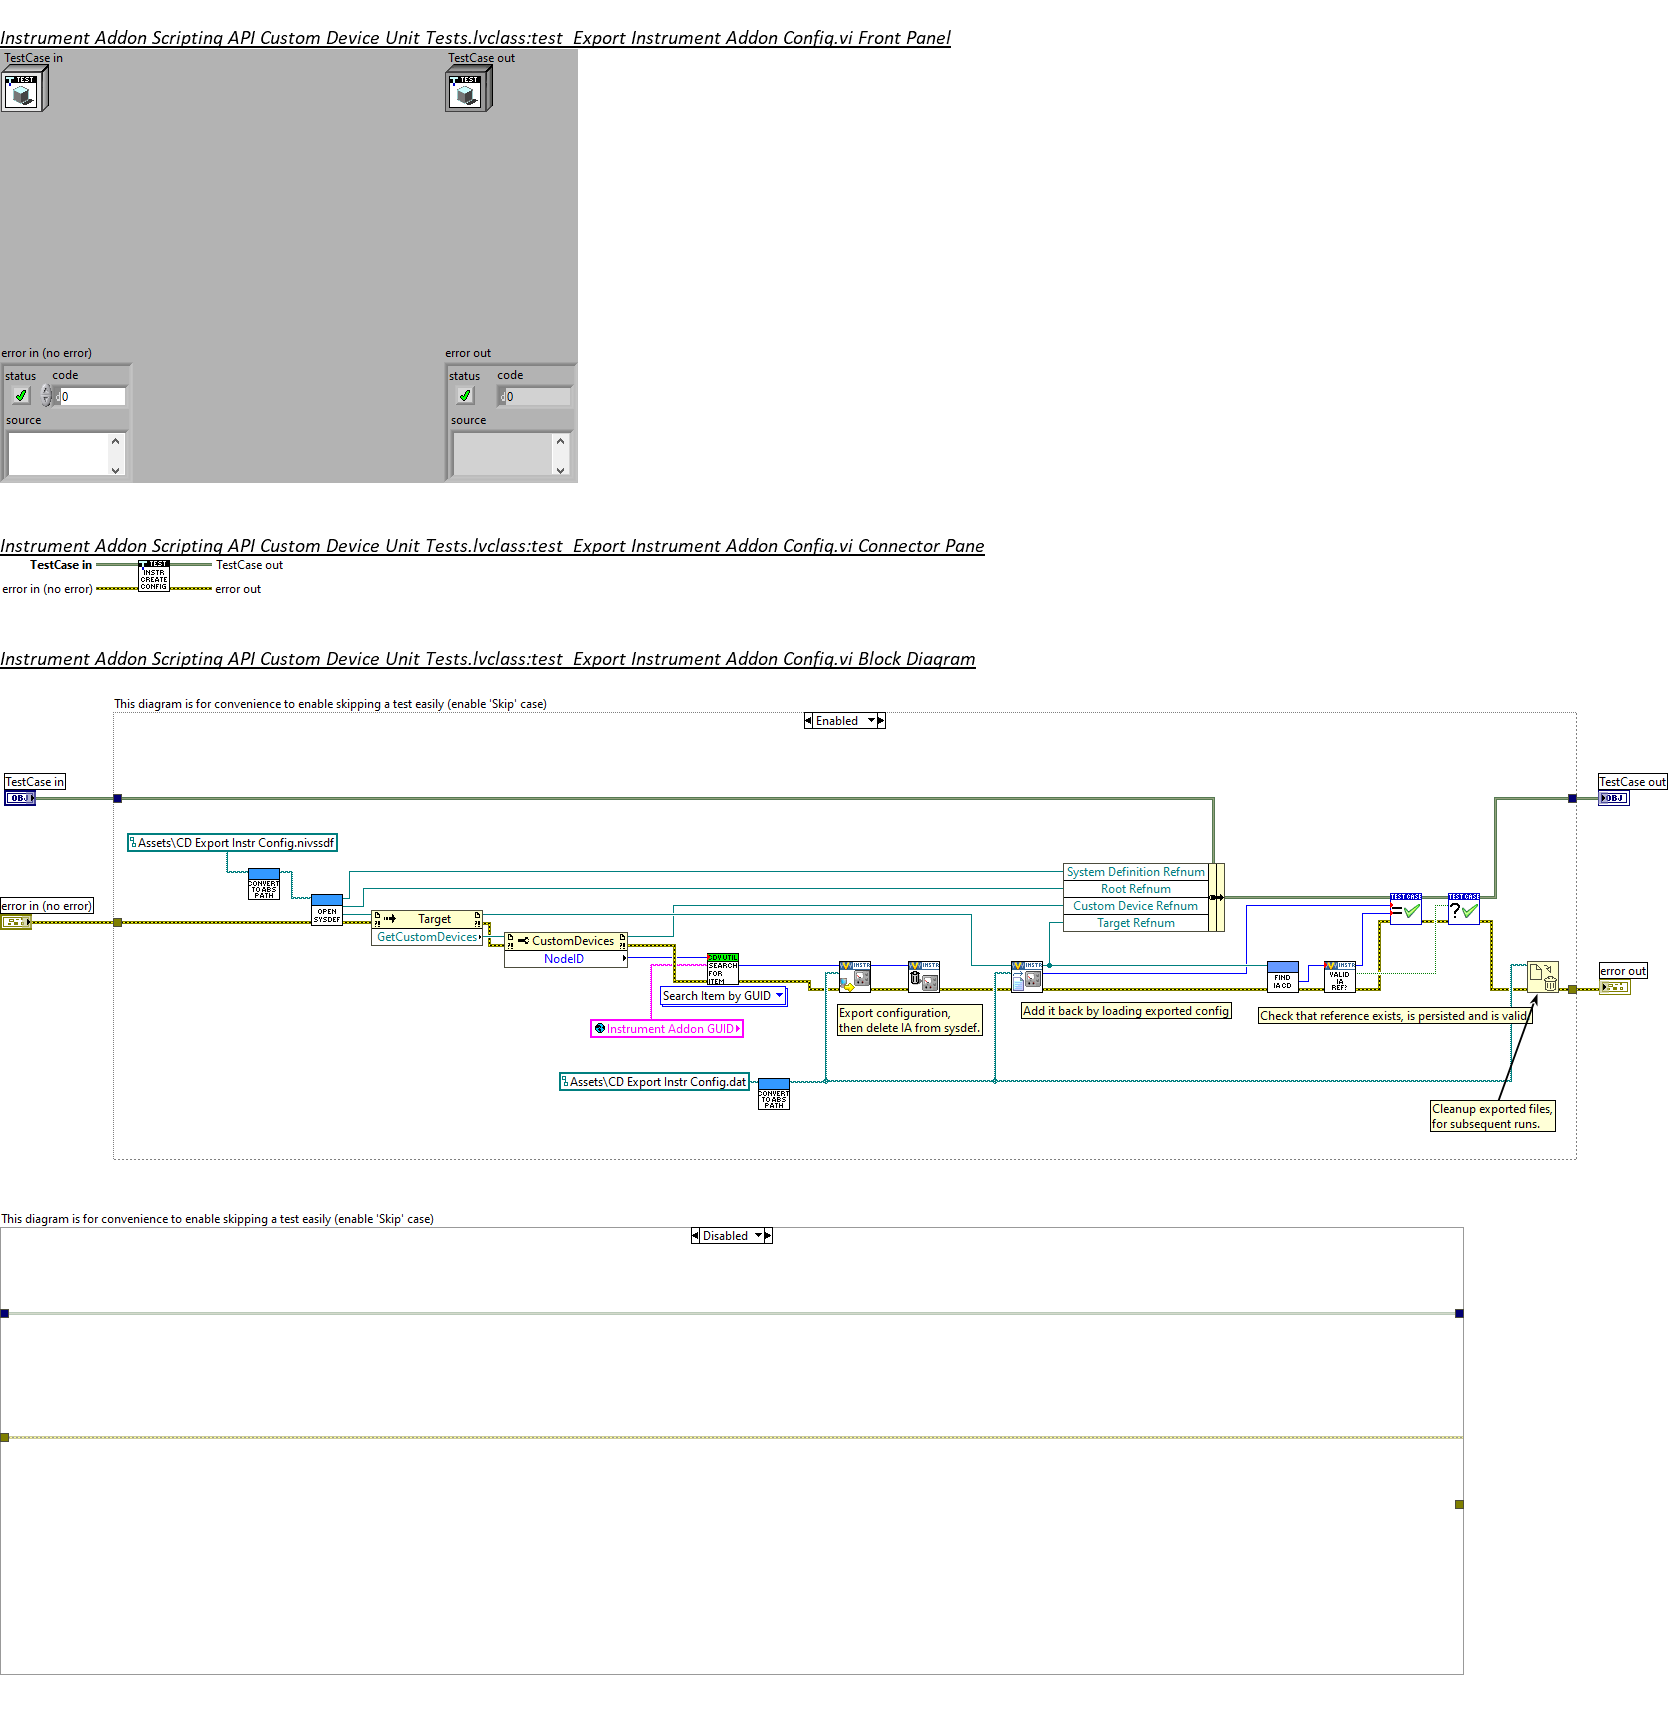 Instrument Addon Scripting API Custom Device Unit Tests.lvclass:test_Export Instrument Addon Config.vi Front Panel
TestCase in
TestCase out
TEST
TEST
error in (no error)
error out
status
code
status
code
0
0
source
source
Instrument Addon Scripting API Custom Device Unit Tests.lvclass:test_Export Instrument Addon Config.vi Connector Pane
TestCase in
TEST
INSTR
CREATE
CONFIG
TestCase out
error in (no error)
error out
Instrument Addon Scripting API Custom Device Unit Tests.lvclass:test_Export Instrument Addon Config.vi Block Diagram
This diagram is for convenience to enable skipping a test easily (enable 'Skip' case)
Enabled
TestCase in
OBJ
TestCase out
OBJ
Assets\CD Export Instr Config.nivssdf
CONVERT
TO ABS
PATH
System Definition Refnum
Root Refnum
Custom Device Refnum
Target Refnum
error in (no error)
OPEN
SYSDEF
Target
GetCustomDevices
TEST CASE
TEST CASE
CustomDevices
NodeID
CDV UTIL
SEARCH
FOR
ITEM
Search Item by GUID
INSTR
INSTR
INSTR
FIND
IA CD
INSTR
VALID
IA
REF?
error out
Instrument Addon GUID
Export configuration,
then delete IA from sysdef.
Add it back by loading exported config
Check that reference exists, is persisted and is valid.
Assets\CD Export Instr Config.dat
CONVERT
TO ABS
PATH
Cleanup exported files,
for subsequent runs.
This diagram is for convenience to enable skipping a test easily (enable 'Skip' case)
Disabled